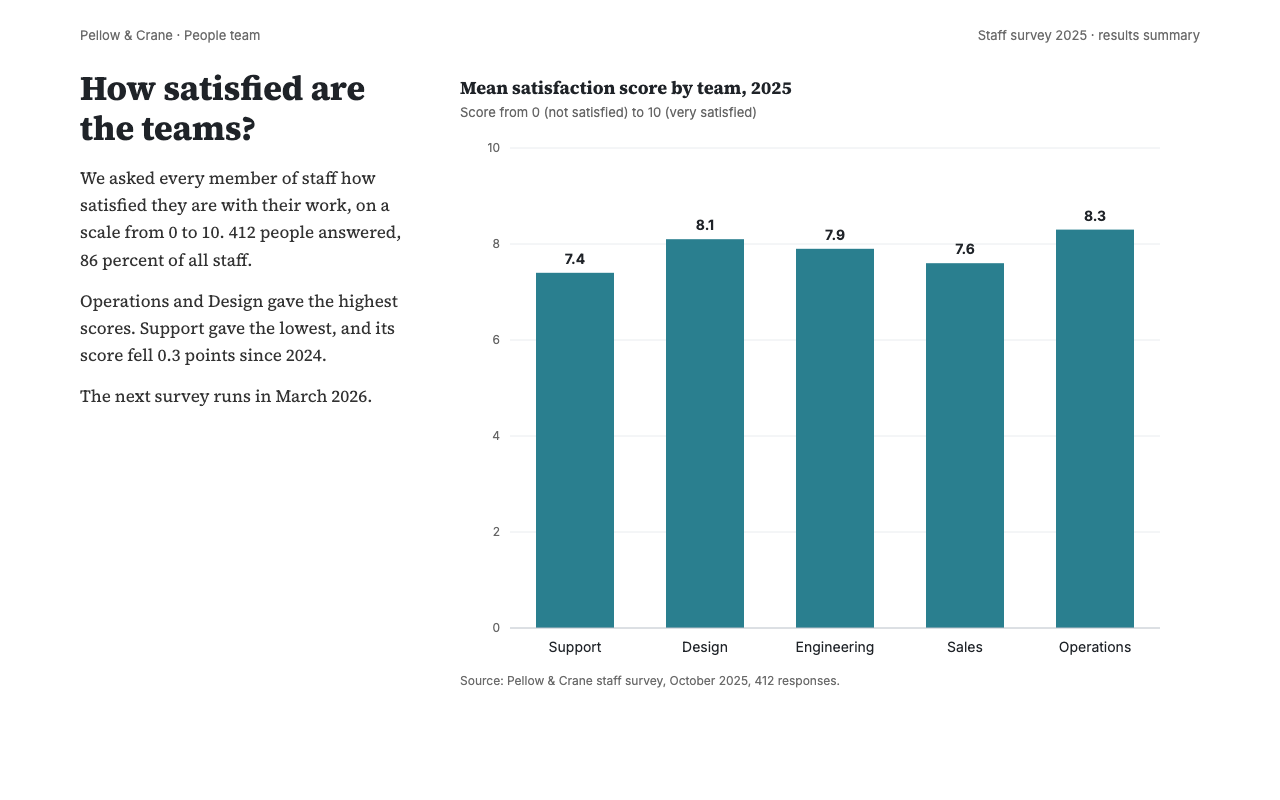 Pellow & Crane · People team
Staff survey 2025 · results summary
How satisfied are
the teams?
We asked every member of staff how
satisfied they are with their work, on a
scale from 0 to 10. 412 people answered,
86 percent of all staff.
Operations and Design gave the highest
scores. Support gave the lowest, and its
score fell 0.3 points since 2024.
The next survey runs in March 2026.
Mean satisfaction score by team, 2025
Score from 0 (not satisfied) to 10 (very satisfied)
10
8
6
4
2
0
7.4
8.1
7.9
7.6
8.3
Support
Design
Engineering
Sales
Operations
Source: Pellow & Crane staff survey, October 2025, 412 responses.